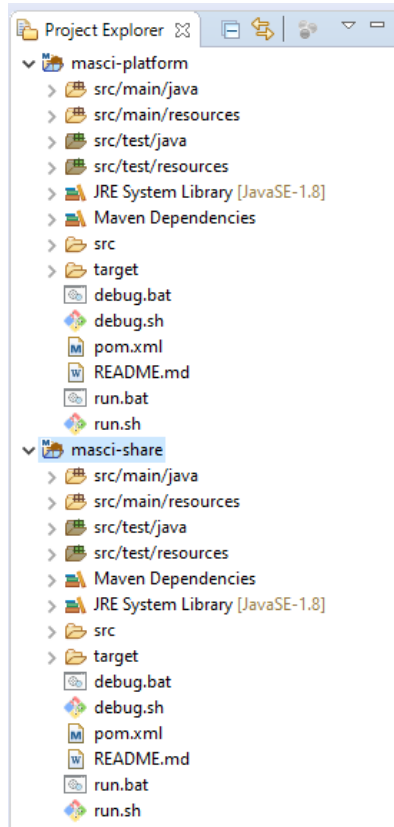 Project Explorer
masci-platform
src/main/java
src/main/resources
src/test/java
src/test/resources
JRE System Library [JavaSE-1.8]
Maven Dependencies
src
target
debug.bat
debug.sh
pom.xml
README.md
run.bat
run.sh
masci-share
src/main/java
src/main/resources
src/test/java
src/test/resources
Maven Dependencies
JRE System Library [JavaSE-1.8]
src
target
debug.bat
debug.sh
pom.xml
README.md
run.bat
run.sh